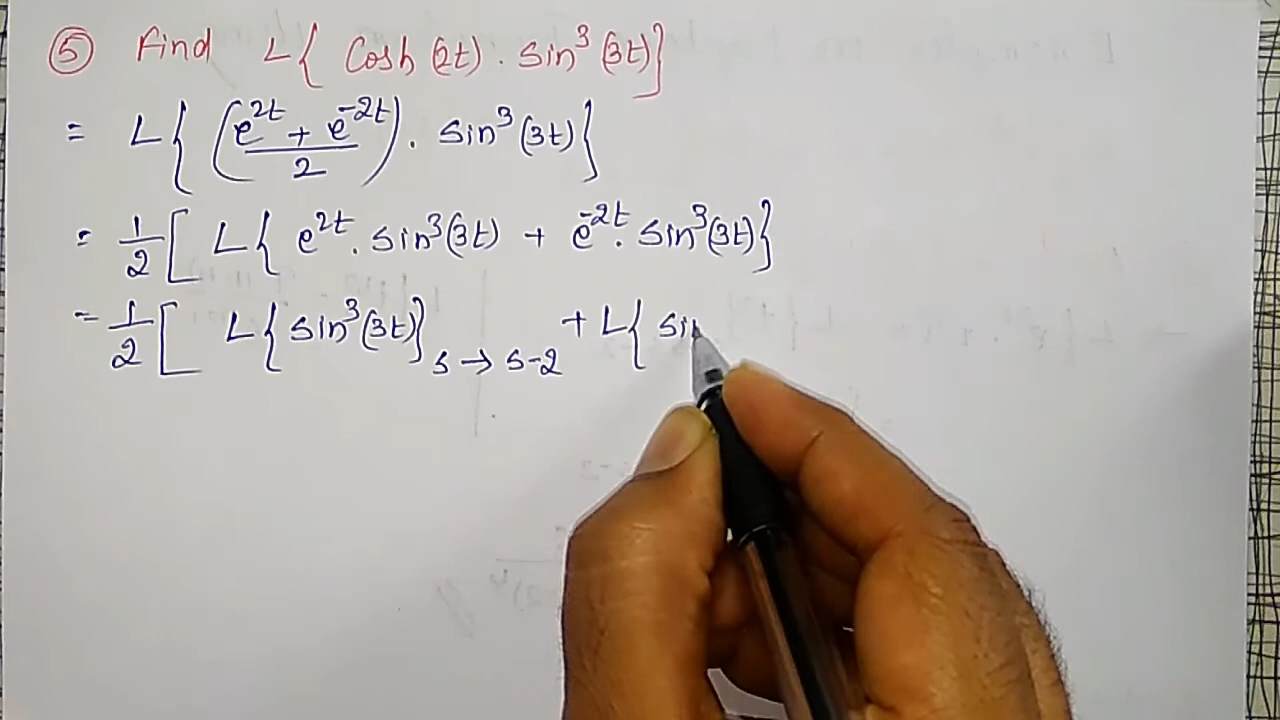 ⑤ Find L{ Cosh(2t) . sin³(3t)}
= L{ (e^2t + e^-2t / 2) . sin³(3t)}
= 1/2 [ L{ e^2t . sin³(3t) + e^-2t . sin³(3t)}
= 1/2 [ L{ sin³(3t)} s→s-2 + L{ sin